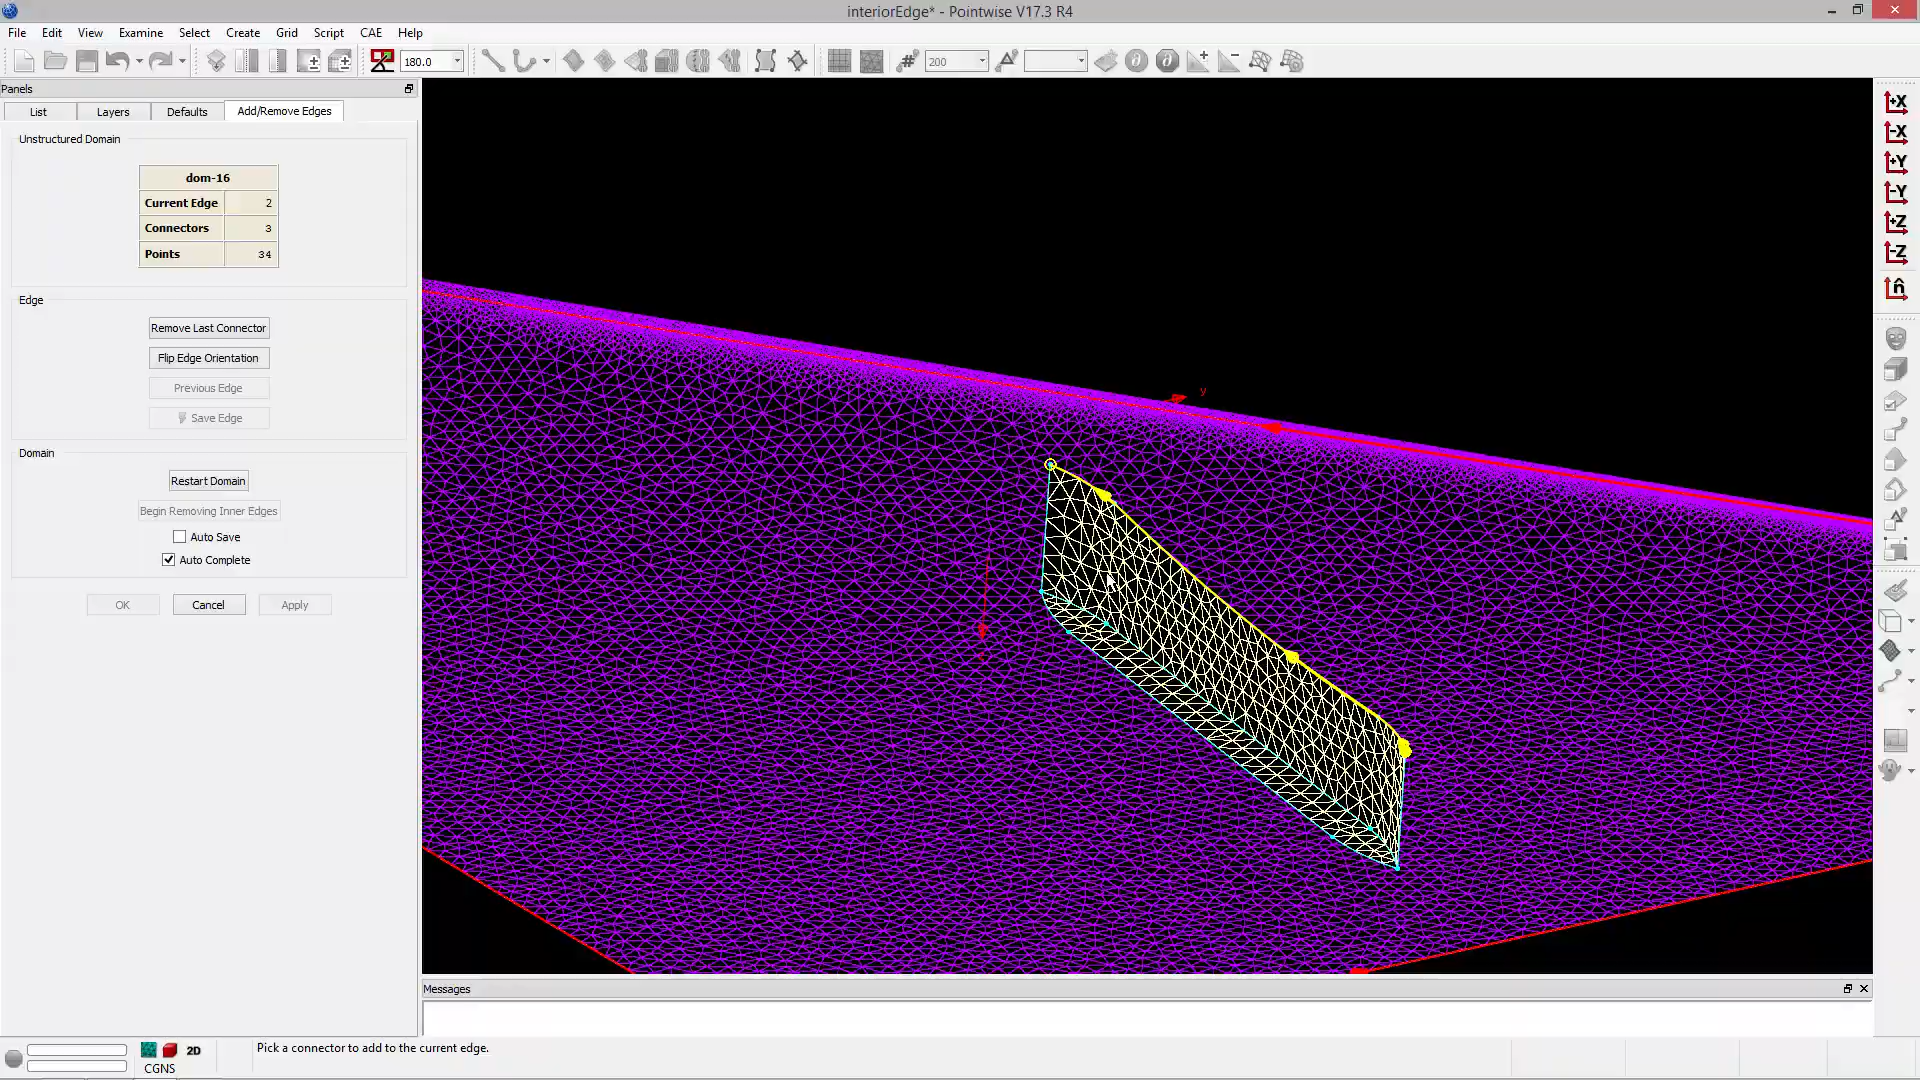 interiorEdge* - Pointwise V17.3 R4
File Edit View Examine Select Create Grid Script CAE Help
180.0
200
Panels
List Layers Defaults Add/Remove Edges
Unstructured Domain
dom-16
Current Edge 2
Connectors 3
Points 34
Edge
Remove Last Connector
Flip Edge Orientation
Previous Edge
Save Edge
Domain
Restart Domain
Begin Removing Inner Edges
Auto Save
Auto Complete
OK Cancel Apply
y
+X
-X
+Y
-Y
+Z
-Z
n̂
Messages
2D
CGNS
Pick a connector to add to the current edge.